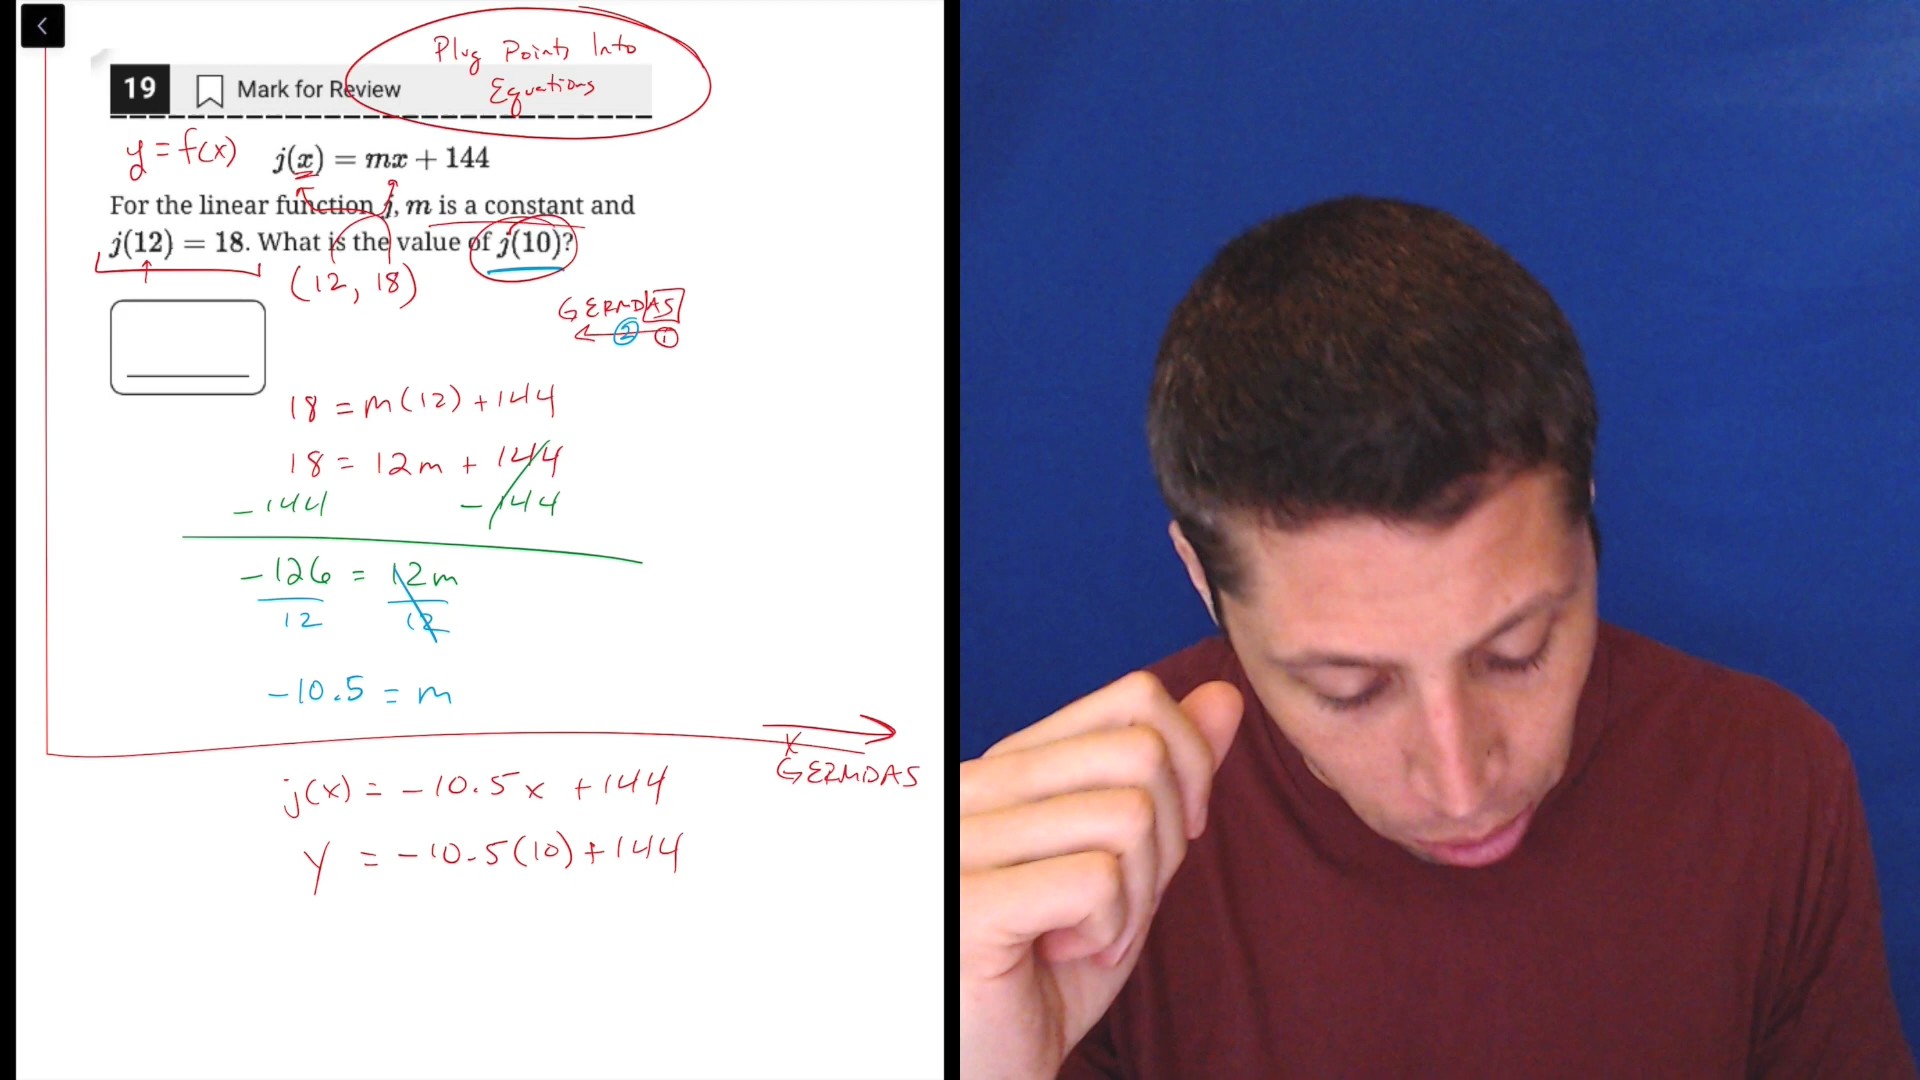 Plug Points Into
Equations
19 Mark for Review
y = f(x) j(x) = mx + 144
For the linear function j, m is a constant and
j(12) = 18. What is the value of j(10)?
(12, 18)
GERMDAS
2 1
18 = m(12) + 144
18 = 12m + 144
-144 -144
-126 = 12m
12 12
-10.5 = m
x
GERMDAS
j(x) = -10.5x + 144
y = -10.5(10) + 144